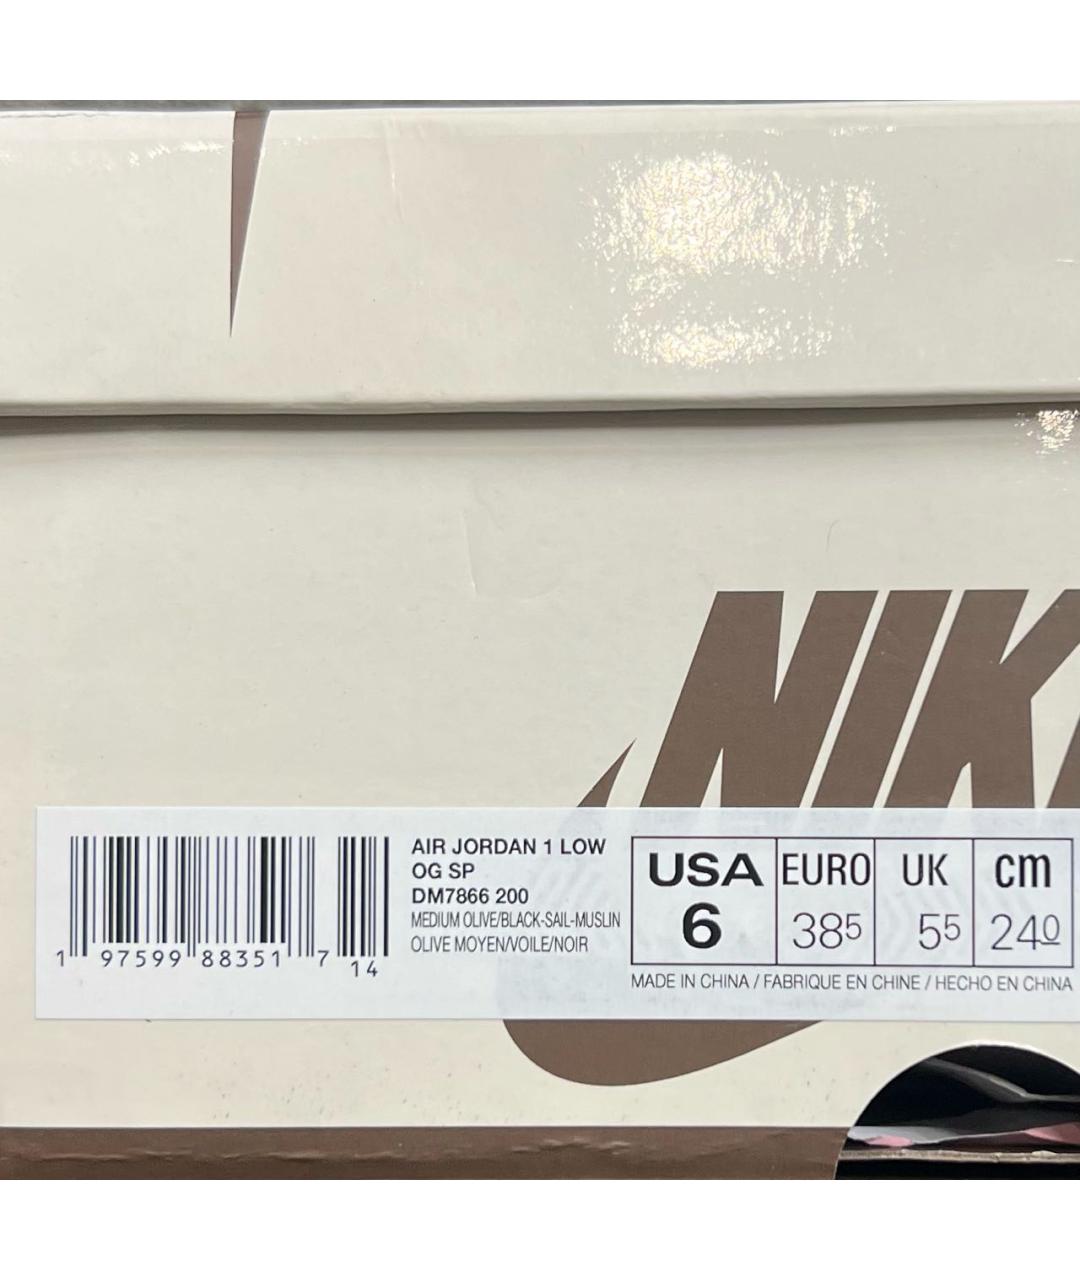 NIK
AIR JORDAN 1 LOW
OG SP
DM7866 200
MEDIUM OLIVE/BLACK-SAIL-MUSLIN
OLIVE MOYEN/VOILE/NOIR
1 97599 88351 7 14
USA EURO UK cm
6 385 55 240
MADE IN CHINA / FABRIQUE EN CHINE / HECHO EN CHINA